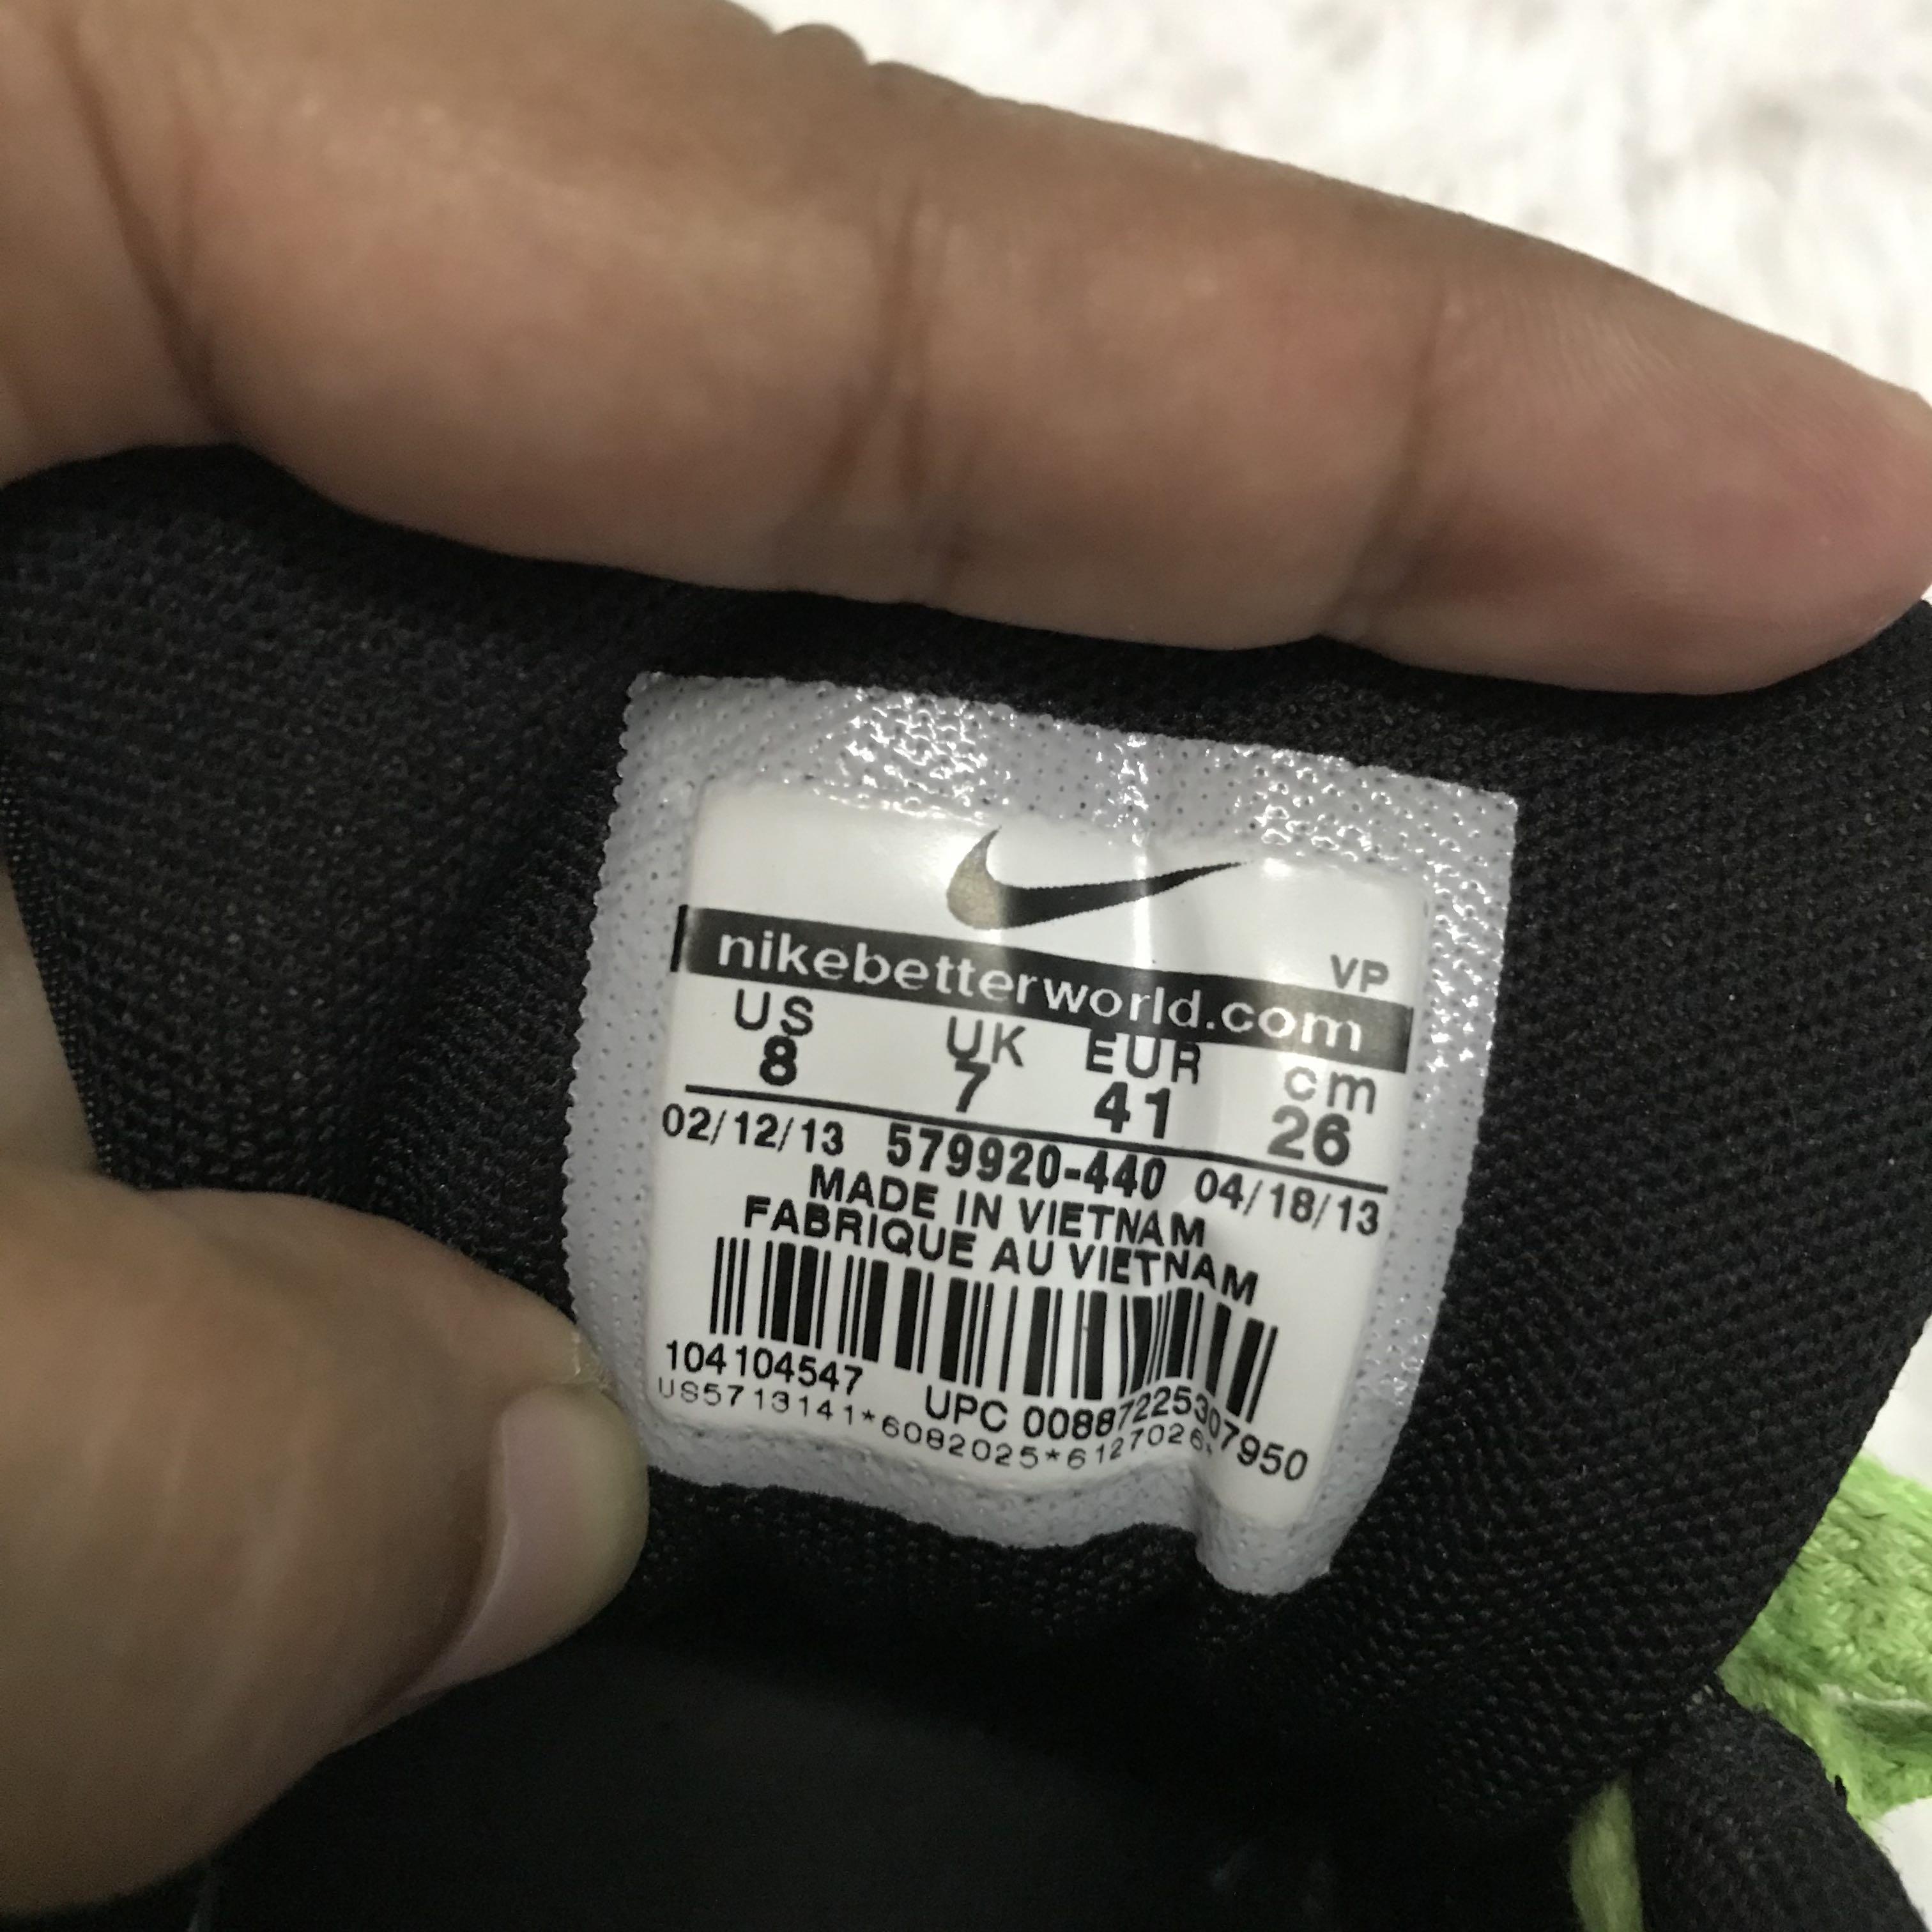 VP
nikebetterworld.com
US UK EUR cm
8 7 41 26
02/12/13 579920-440 04/18/13
MADE IN VIETNAM
FABRIQUE AU VIETNAM
104104547 UPC 00887225307950
US5713141*6082025*6127026*